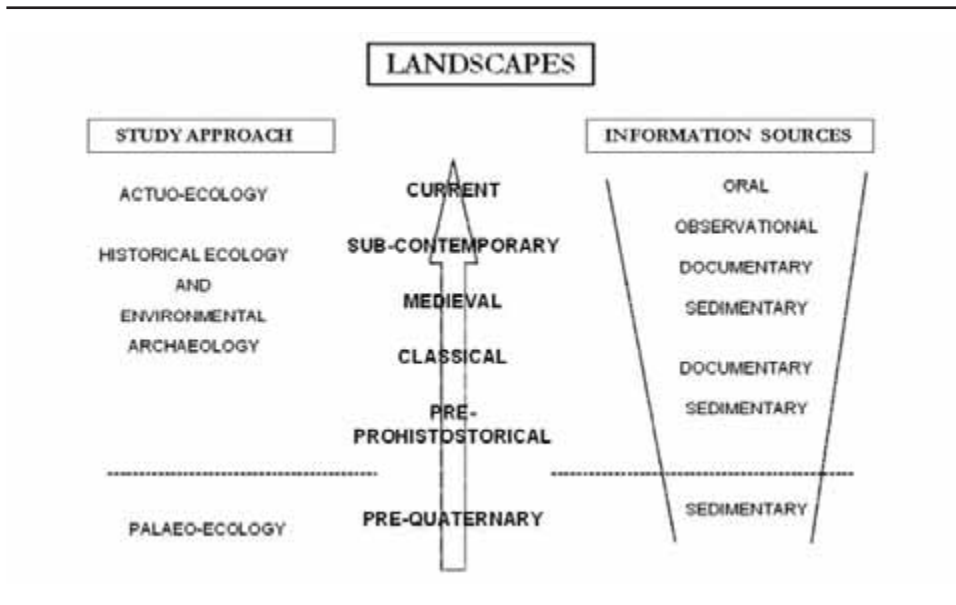 LANDSCAPES
STUDY APPROACH
ACTUO-ECOLOGY
HISTORICAL ECOLOGY
AND
ENVIRONMENTAL
ARCHAEOLOGY
PALAEO-ECOLOGY
CURRENT
SUB-CONTEMPORARY
MEDIEVAL
CLASSICAL
PRE-
PROHISTOSTORICAL
PRE-QUATERNARY
INFORMATION SOURCES
ORAL
OBSERVATIONAL
DOCUMENTARY
SEDIMENTARY
DOCUMENTARY
SEDIMENTARY
SEDIMENTARY